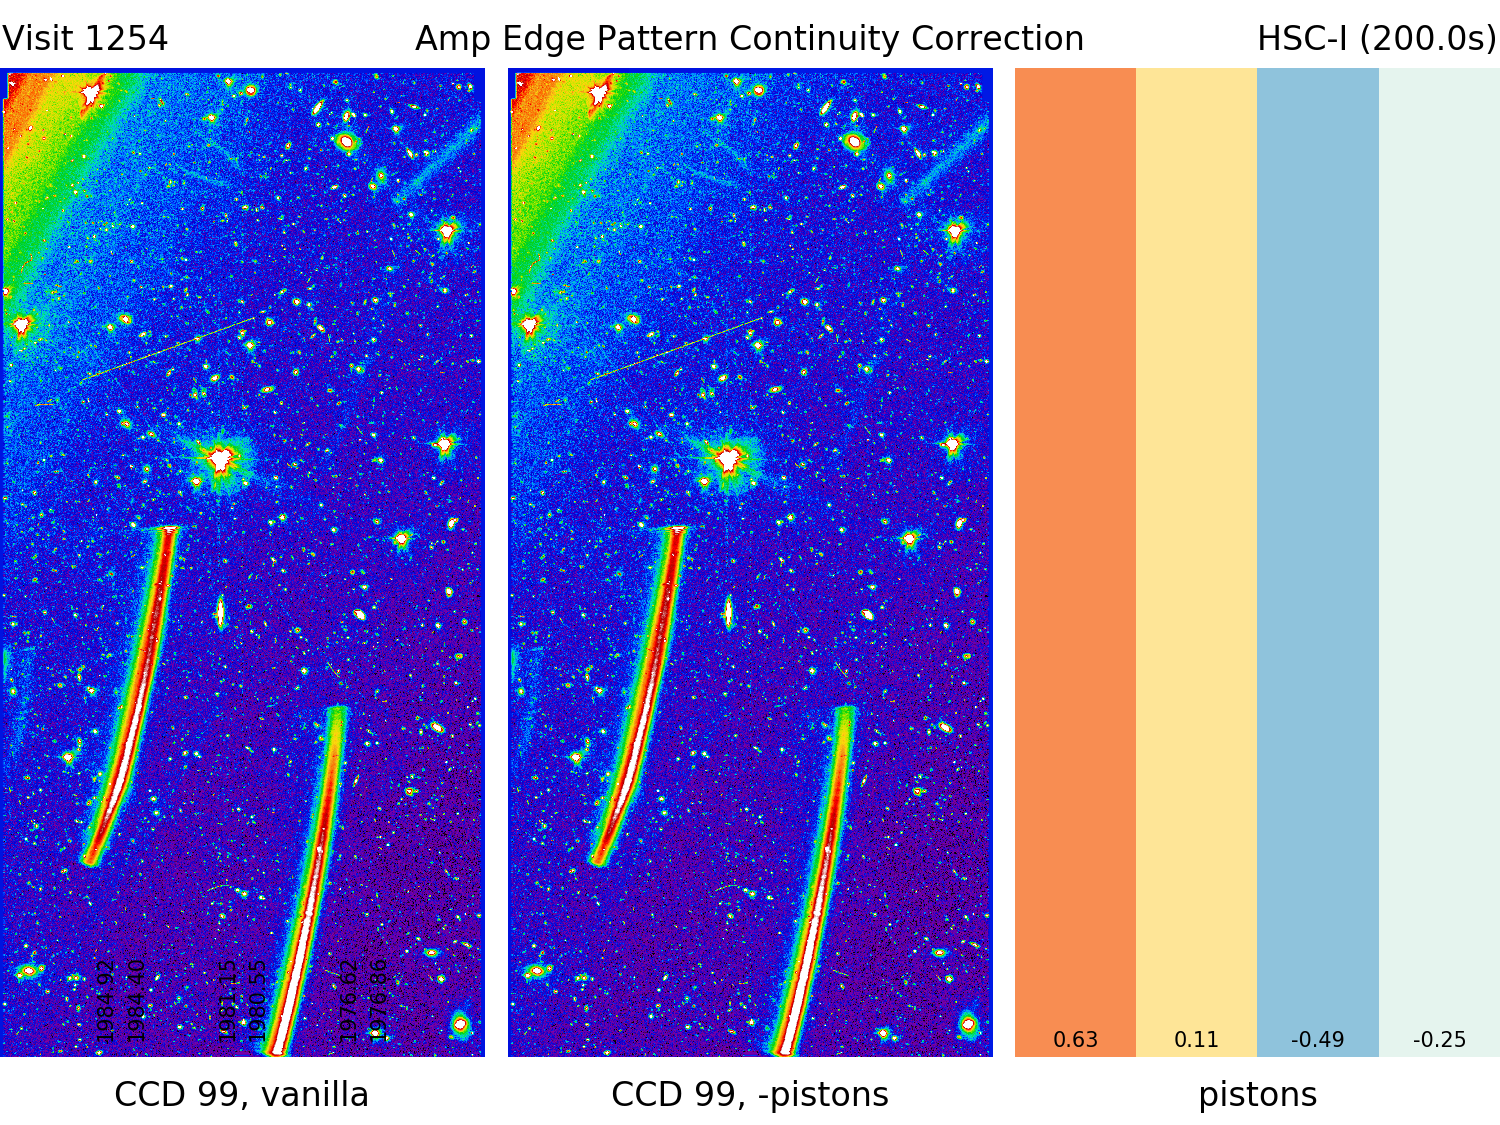 Visit 1254
Amp Edge Pattern Continuity Correction
HSC-I (200.0s)
1984.92
1984.40
1981.15
1980.55
1976.62
1976.86
0.63
0.11
-0.49
-0.25
CCD 99, vanilla
CCD 99, -pistons
pistons